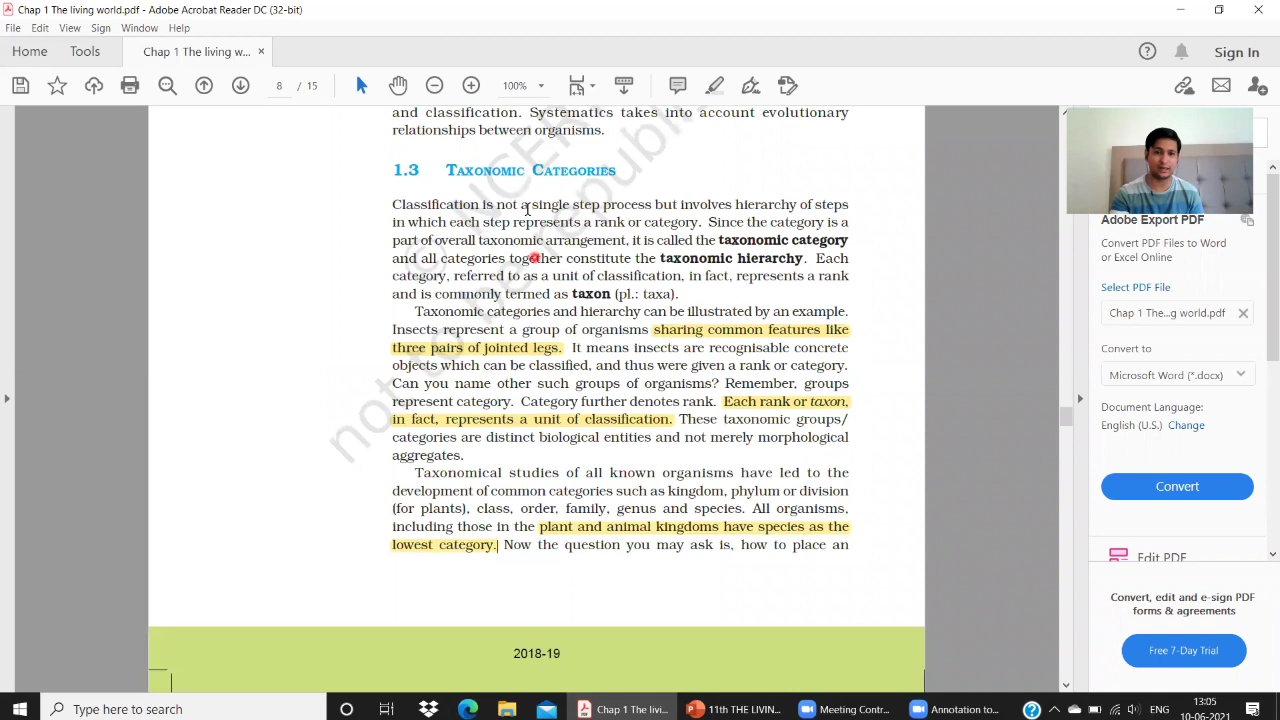 Chap 1 The living world.pdf - Adobe Acrobat Reader DC (32-bit)
File Edit View Sign Window Help
Home Tools Chap 1 The living w... × Sign In
8 / 15 100%
and classification. Systematics takes into account evolutionary
relationships between organisms.
1.3 TAXONOMIC CATEGORIES
Classification is not a single step process but involves hierarchy of steps
in which each step represents a rank or category. Since the category is a
part of overall taxonomic arrangement, it is called the taxonomic category
and all categories together constitute the taxonomic hierarchy. Each
category, referred to as a unit of classification, in fact, represents a rank
and is commonly termed as taxon (pl.: taxa).
Taxonomic categories and hierarchy can be illustrated by an example.
Insects represent a group of organisms sharing common features like
three pairs of jointed legs. It means insects are recognisable concrete
objects which can be classified, and thus were given a rank or category.
Can you name other such groups of organisms? Remember, groups
represent category. Category further denotes rank. Each rank or taxon,
in fact, represents a unit of classification. These taxonomic groups/
categories are distinct biological entities and not merely morphological
aggregates.
Taxonomical studies of all known organisms have led to the
development of common categories such as kingdom, phylum or division
(for plants), class, order, family, genus and species. All organisms,
including those in the plant and animal kingdoms have species as the
lowest category. Now the question you may ask is, how to place an
2018-19
© NCER
not to be republi
Adobe Export PDF
Convert PDF Files to Word
or Excel Online
Select PDF File
Chap 1 The...g world.pdf
Convert to
Microsoft Word (*.docx)
Document Language:
English (U.S.) Change
Convert
Edit PDF
Convert, edit and e-sign PDF
forms & agreements
Free 7-Day Trial
Type here to search
Chap 1 The livi...
11th THE LIVIN...
Meeting Contr...
Annotation to...
ENG
13:05
10-06-2021